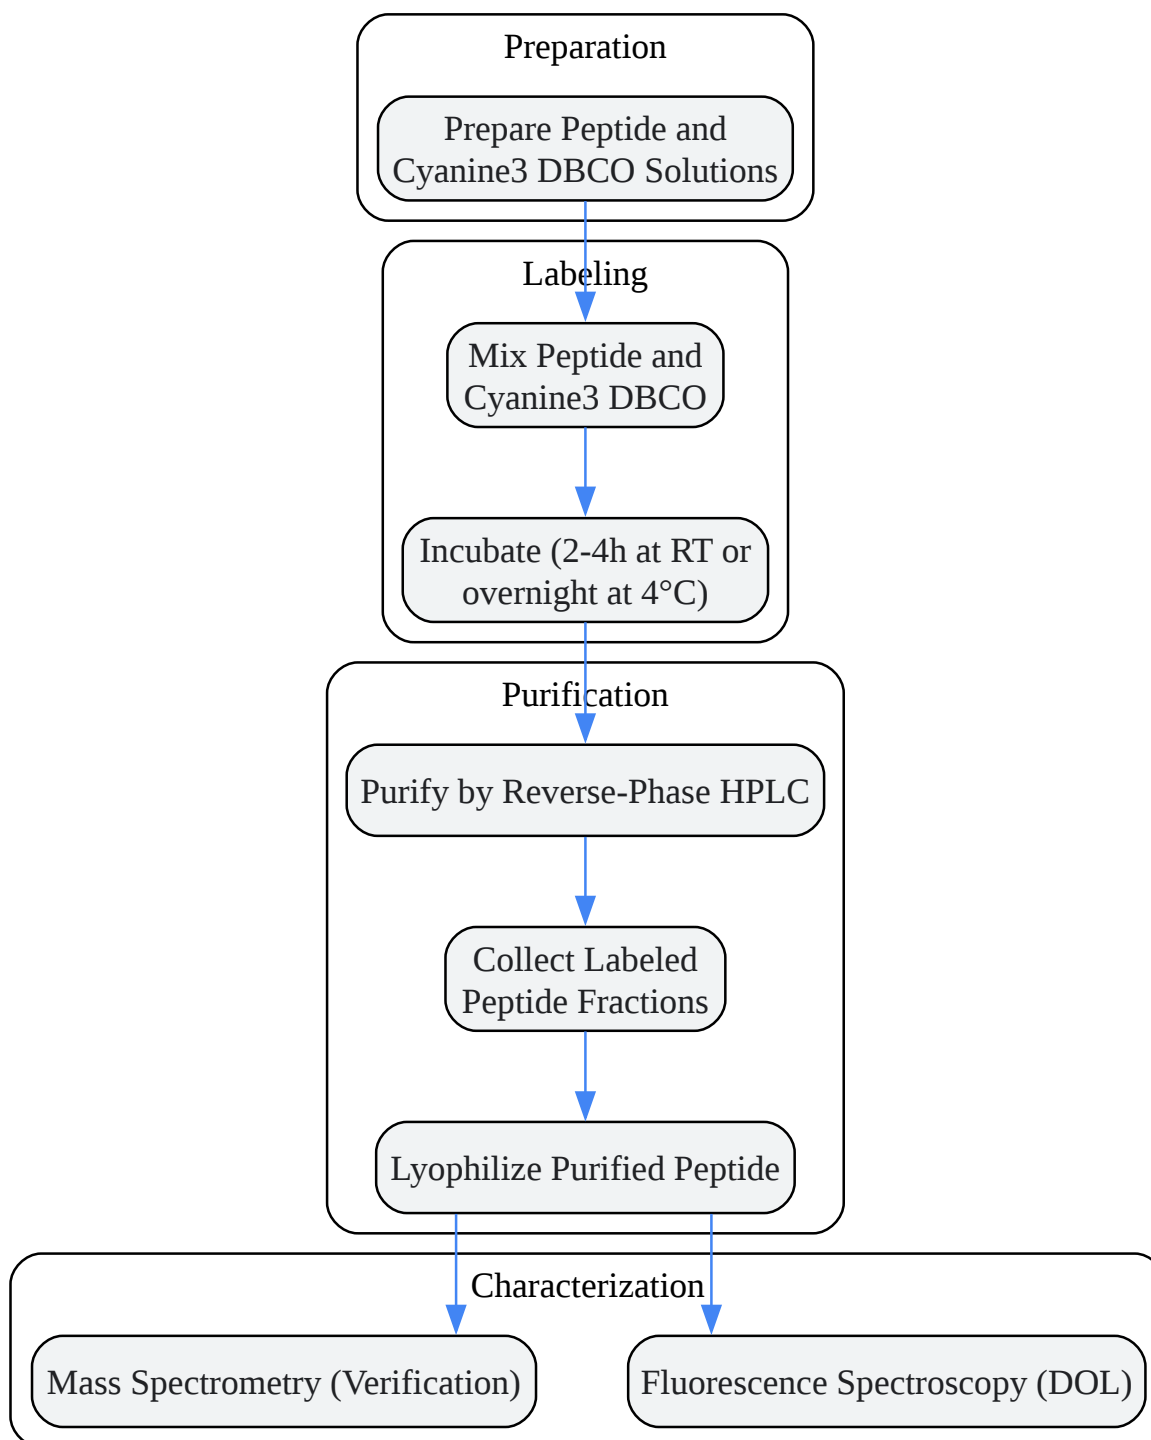 Preparation
Prepare Peptide and
Cyanine3 DBCO Solutions
Labeling
Mix Peptide and
Cyanine3 DBCO
Incubate (2-4h at RT or
overnight at 4°C)
Purification
Purify by Reverse-Phase HPLC
Collect Labeled
Peptide Fractions
Lyophilize Purified Peptide
Characterization
Mass Spectrometry (Verification)
Fluorescence Spectroscopy (DOL)